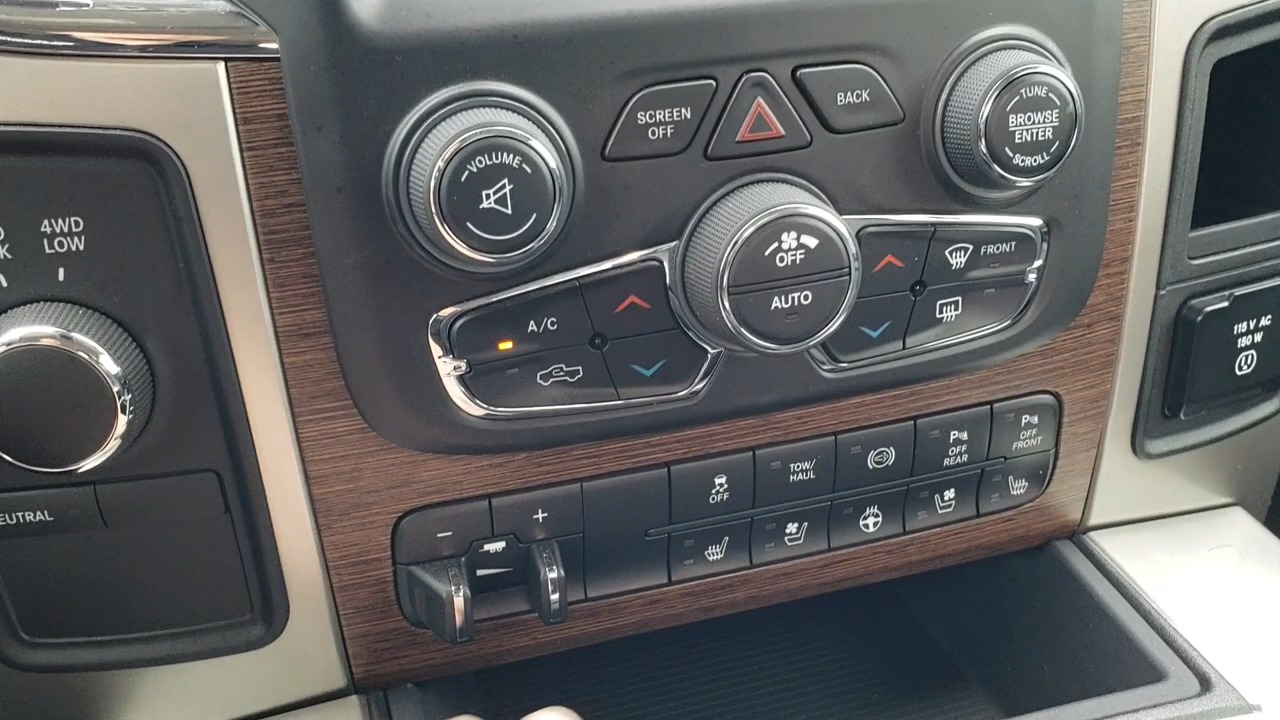 4WD
LOW
NEUTRAL
VOLUME
SCREEN
OFF
BACK
TUNE
BROWSE
ENTER
SCROLL
A/C
OFF
AUTO
FRONT
115 V AC
150 W
- +
OFF
TOW/
HAUL
P
OFF
REAR
P
OFF
FRONT